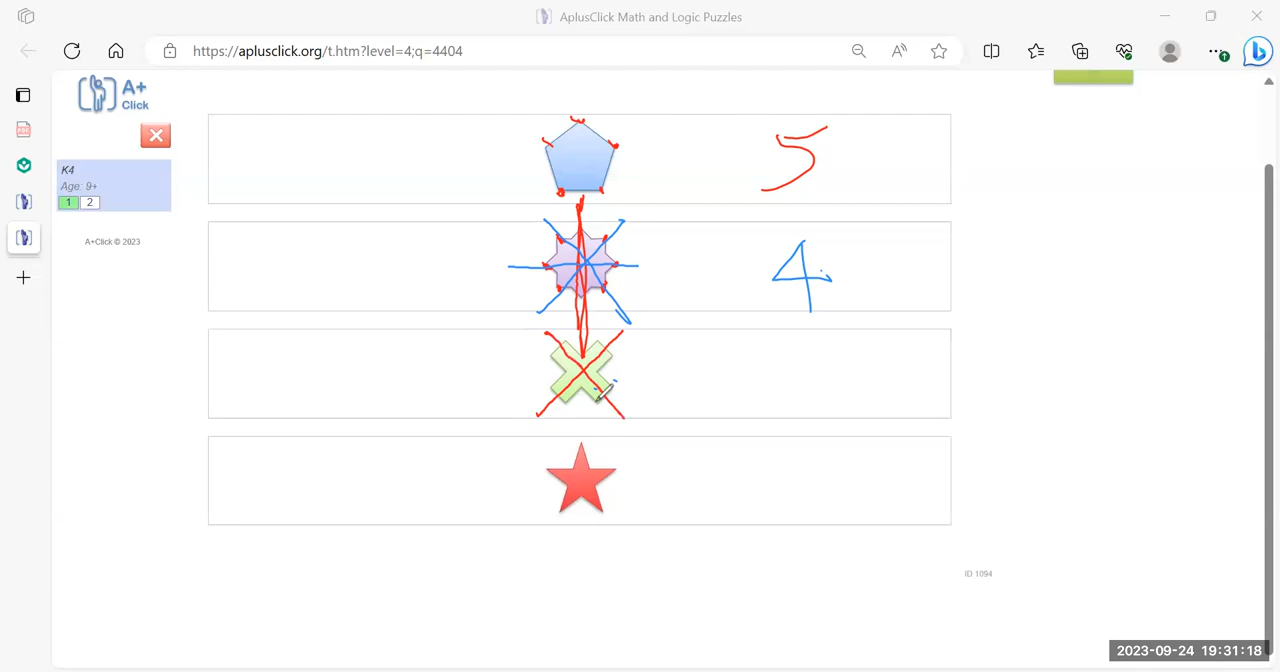 AplusClick Math and Logic Puzzles
https://aplusclick.org/t.htm?level=4;q=4404
A+
Click
K4
Age: 9+
1 2
A+Click © 2023
5
4
ID 1094
2023-09-24 19:31:18